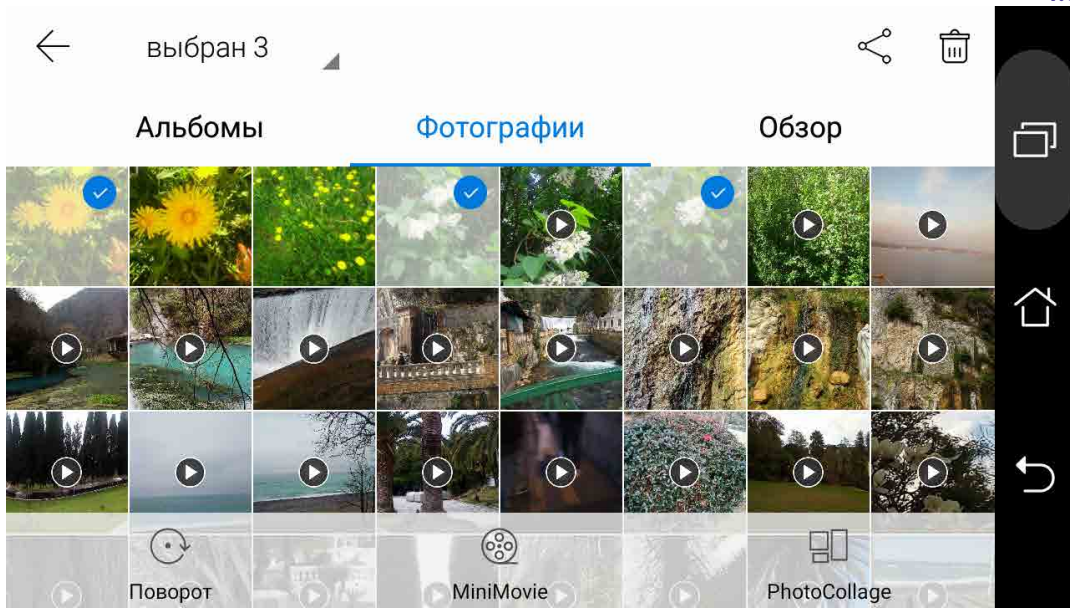 выбран 3
Альбомы
Фотографии
Обзор
Поворот
MiniMovie
PhotoCollage